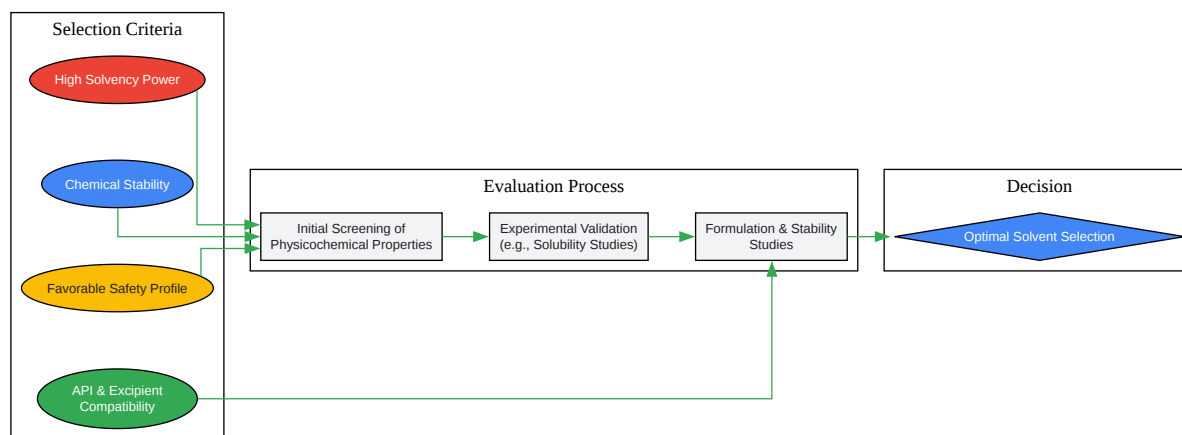 Selection Criteria
High Solvency Power
Chemical Stability
Favorable Safety Profile
API & Excipient
Compatibility
Evaluation Process
Initial Screening of
Physicochemical Properties
Experimental Validation
(e.g., Solubility Studies)
Formulation & Stability
Studies
Decision
Optimal Solvent Selection